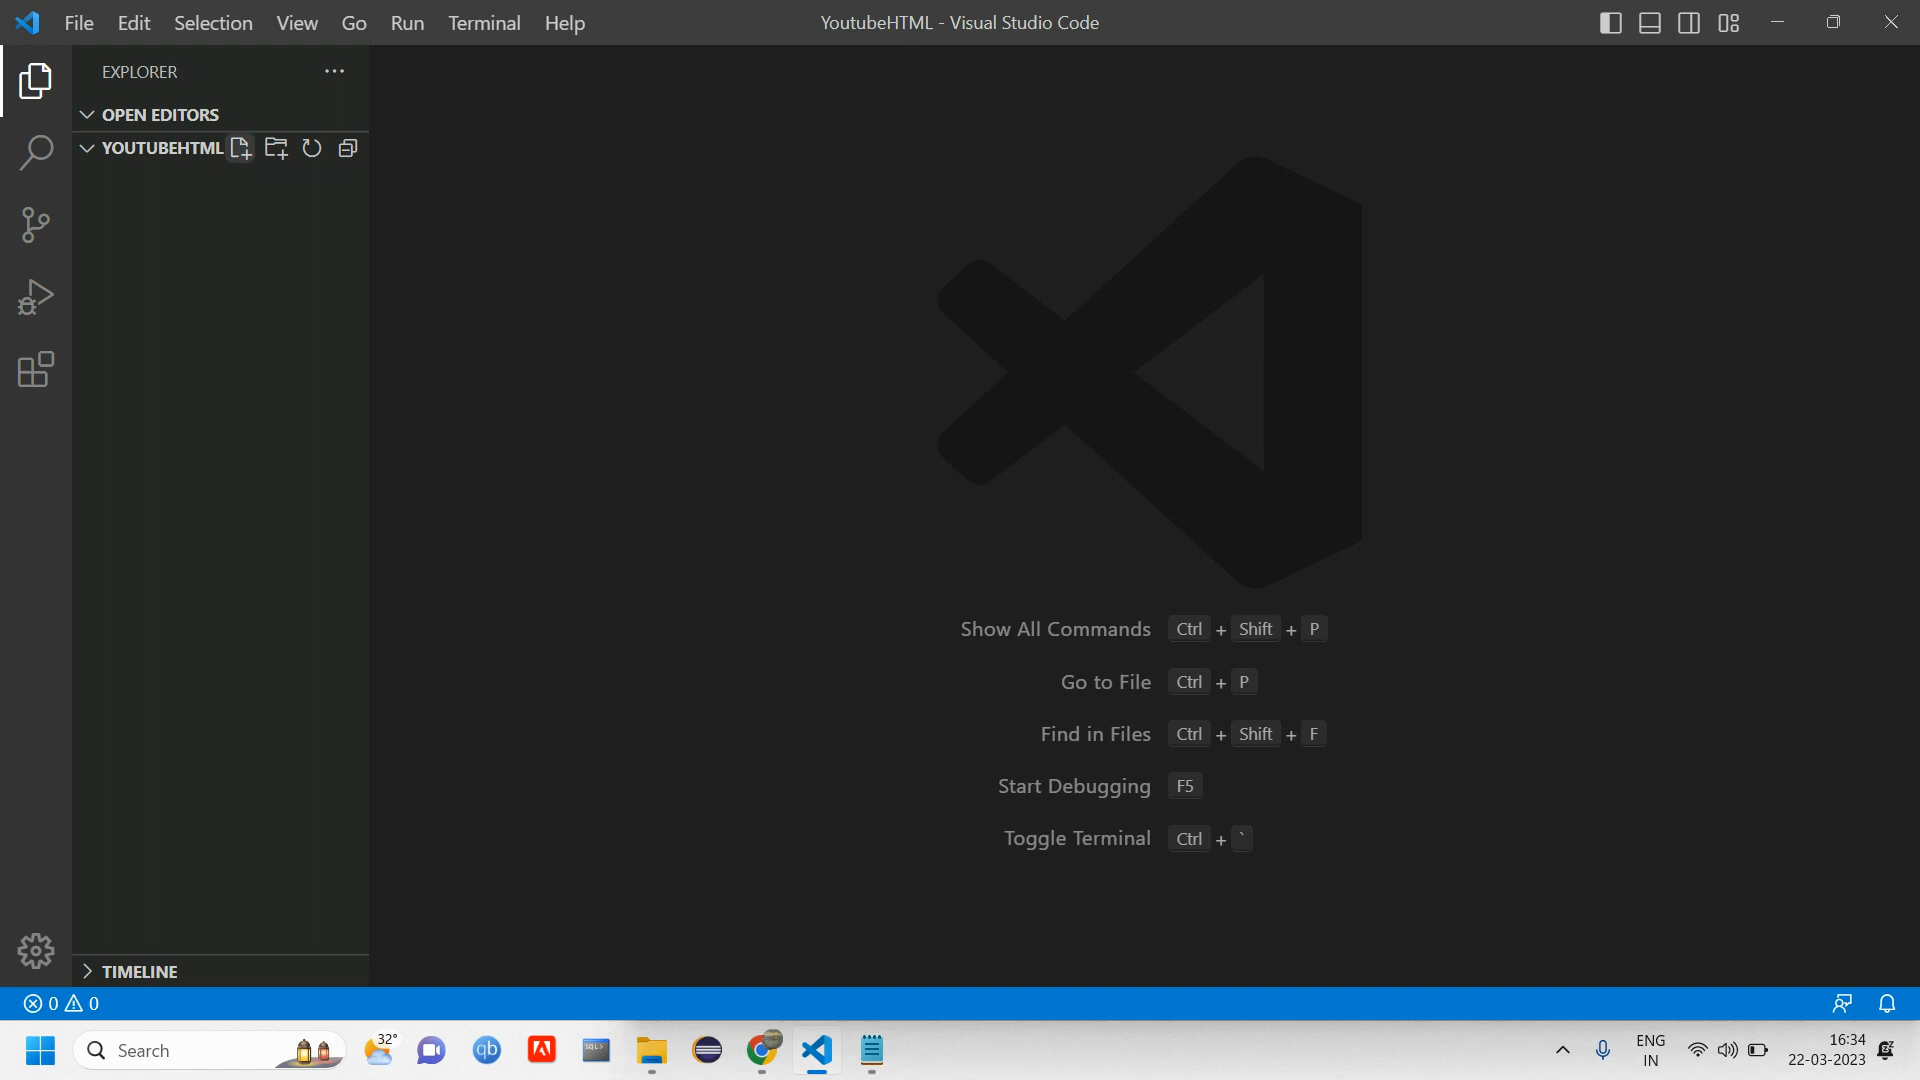 File Edit Selection View Go Run Terminal Help
YoutubeHTML - Visual Studio Code
EXPLORER
OPEN EDITORS
YOUTUBEHTML
Show All Commands Ctrl + Shift + P
Go to File Ctrl + P
Find in Files Ctrl + Shift + F
Start Debugging F5
Toggle Terminal Ctrl + `
TIMELINE
0 0
Search
32°
qb
SQL>
ENG
IN
16:34
22-03-2023